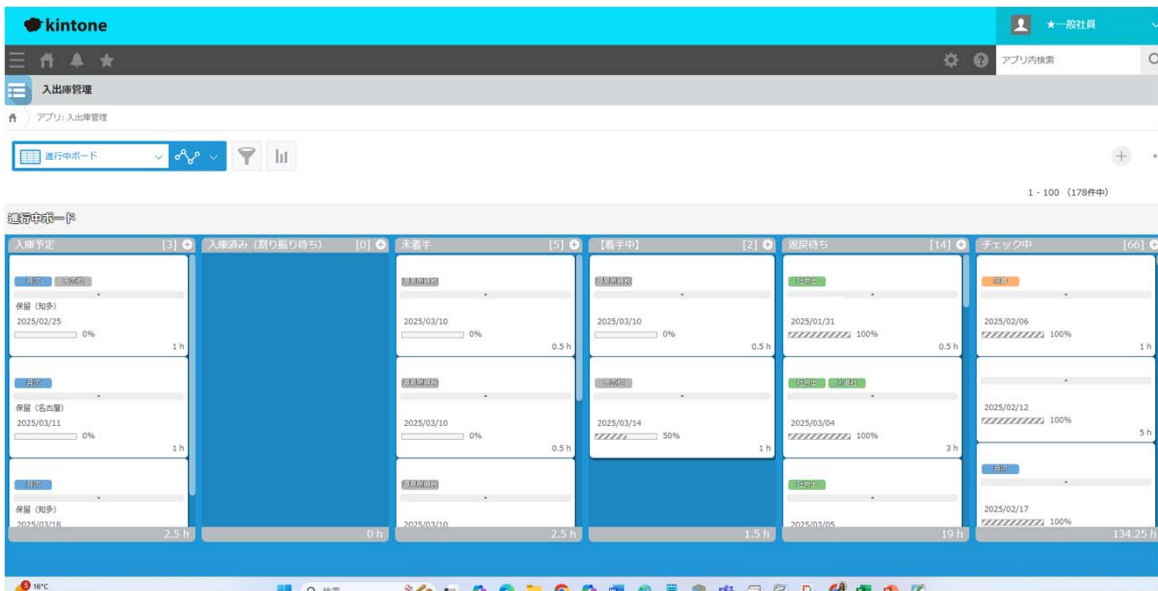 kintone
★一般社員
アプリ内検索
入出庫管理
アプリ: 入出庫管理
進行中ボード
1 - 100 (178件中)
進行中ボード
入庫予定 [3]
月次 その他
保留 (知多)
2025/02/25
0%
1 h
月次
保留 (名古屋)
2025/03/11
0%
1 h
月次
保留 (知多)
2025/03/18
2.5 h
入庫済み (割り振り待ち) [0]
0 h
未着手 [5]
2025/03/10
0%
0.5 h
2025/03/10
0%
0.5 h
2025/03/10
2.5 h
【着手中】 [2]
2025/03/10
0%
0.5 h
その他
2025/03/14
50%
1 h
1.5 h
返戻待ち [14]
2025/01/31
100%
0.5 h
2025/03/04
100%
3 h
2025/03/05
19 h
チェック中 [66]
2025/02/06
100%
1 h
2025/02/12
100%
5 h
月次
2025/02/17
100%
134.25 h
16°C
検索